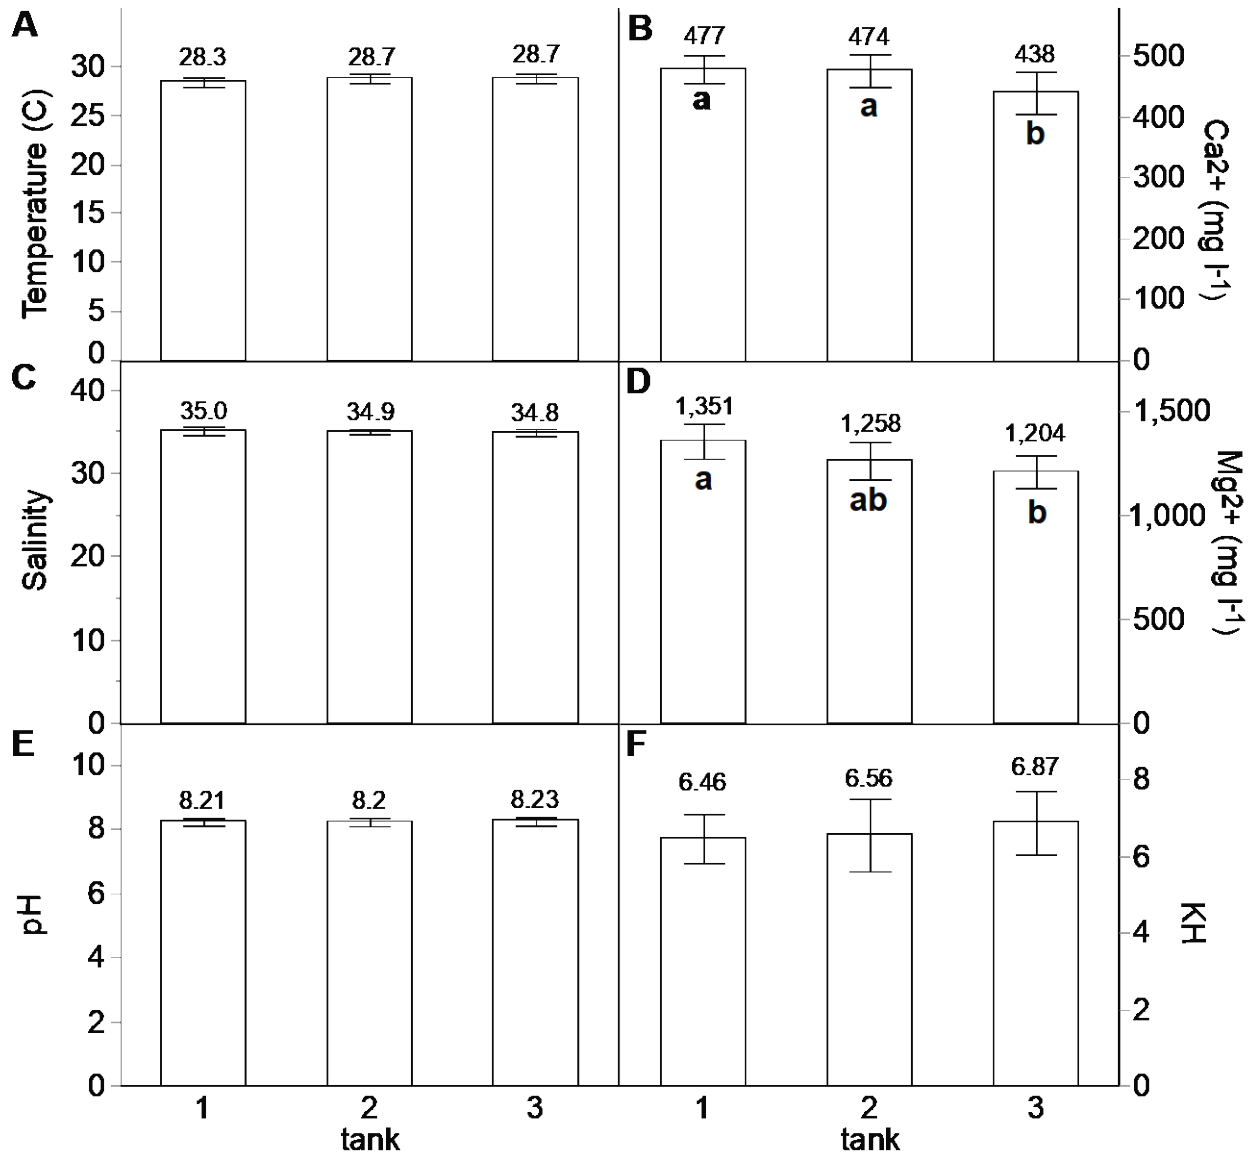 A
Temperature (C)
30
25
20
15
10
5
0
28.3 28.7 28.7
B
477 474 438
a a b
500
400
300
200
100
0
Ca2+ (mg l-1)
C
Salinity
40
30
20
10
0
35.0 34.9 34.8
D
1,351 1,258 1,204
a ab b
1,500
1,000
500
0
Mg2+ (mg l-1)
E
pH
10
8
6
4
2
0
8.21 8.2 8.23
1 2 3
tank
F
6.46 6.56 6.87
8
6
4
2
0
KH
1 2 3
tank